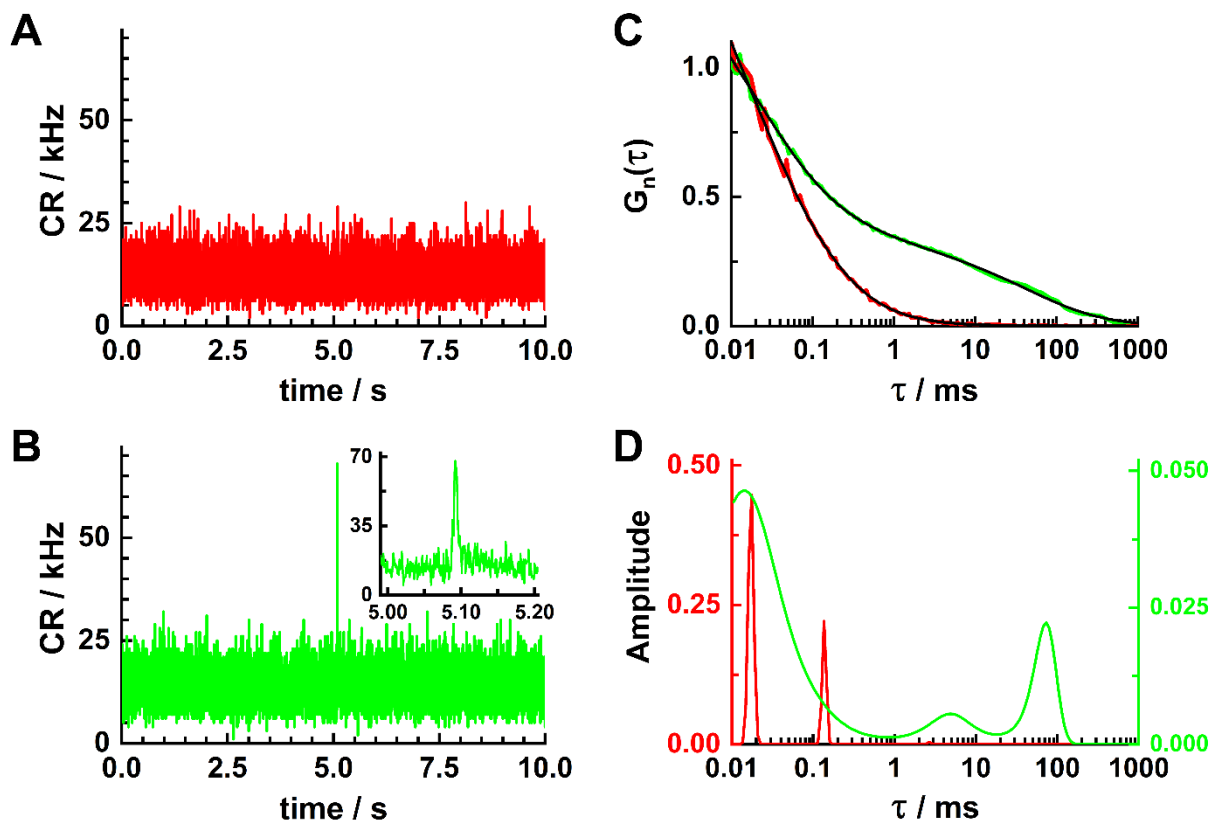 A
CR / kHz
50
25
0
0.0 2.5 5.0 7.5 10.0
time / s
B
CR / kHz
50
25
0
0.0 2.5 5.0 7.5 10.0
time / s
70
35
0
5.00 5.10 5.20
C
Gn(τ)
1.0
0.5
0.0
0.01 0.1 1 10 100 1000
τ / ms
D
Amplitude
0.50
0.25
0.00
0.050
0.025
0.000
0.01 0.1 1 10 100 1000
τ / ms